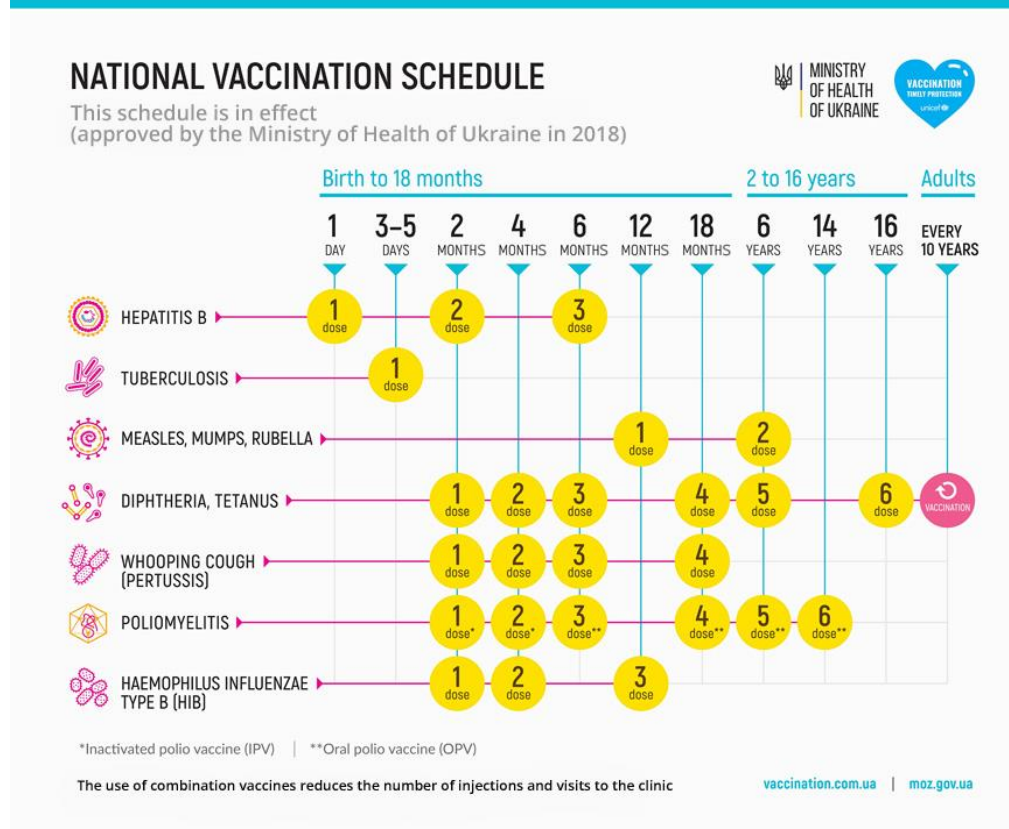 NATIONAL VACCINATION SCHEDULE
This schedule is in effect
(approved by the Ministry of Health of Ukraine in 2018)
MINISTRY
OF HEALTH
OF UKRAINE
VACCINATION
TIMELY PROTECTION
unicef
Birth to 18 months
2 to 16 years
Adults
1 3–5 2 4 6 12 18 6 14 16 EVERY
DAY DAYS MONTHS MONTHS MONTHS MONTHS MONTHS YEARS YEARS YEARS 10 YEARS
HEPATITIS B
1 2 3
dose dose dose
TUBERCULOSIS
1
dose
MEASLES, MUMPS, RUBELLA
1 2
dose dose
DIPHTHERIA, TETANUS
1 2 3 4 5 6
dose dose dose dose dose dose VACCINATION
WHOOPING COUGH
(PERTUSSIS)
1 2 3 4
dose dose dose dose
POLIOMYELITIS
1 2 3 4 5 6
dose* dose* dose** dose** dose** dose**
HAEMOPHILUS INFLUENZAE
TYPE B (HIB)
1 2 3
dose dose dose
*Inactivated polio vaccine (IPV) | **Oral polio vaccine (OPV)
The use of combination vaccines reduces the number of injections and visits to the clinic
vaccination.com.ua | moz.gov.ua